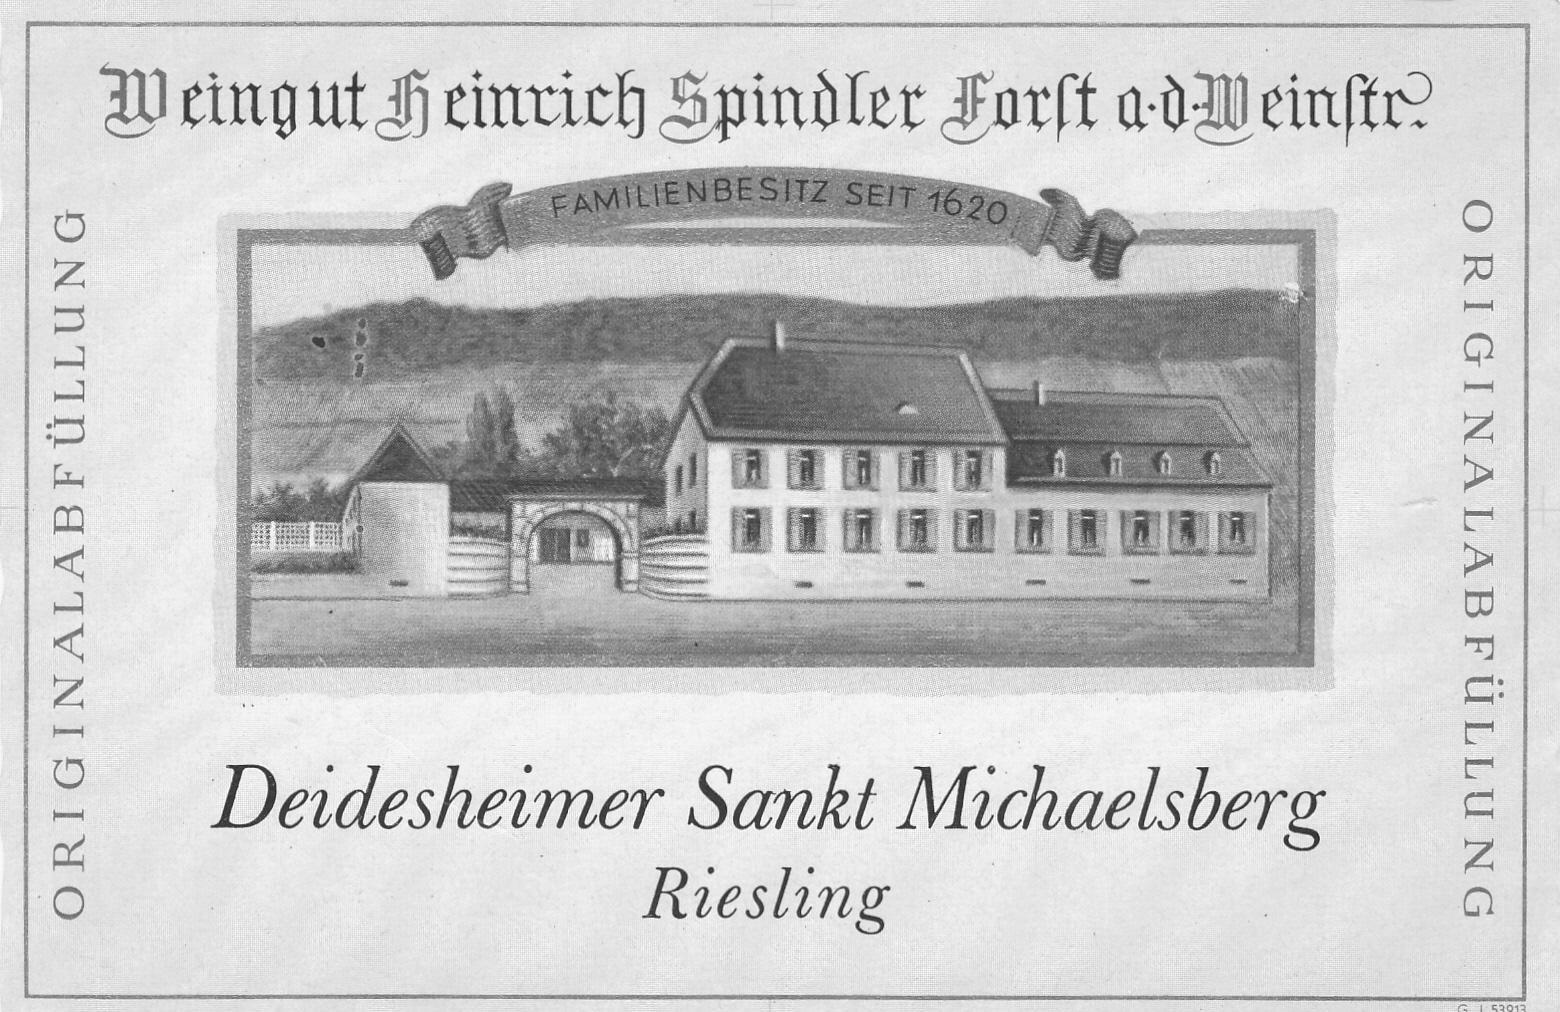 Weingut Heinrich Spindler Forst a.d. Weinstr.
FAMILIENBESITZ SEIT 1620
ORIGINALABFÜLLUNG
ORIGINALABFÜLLUNG
Deidesheimer Sankt Michaelsberg
Riesling
G. J. 53913